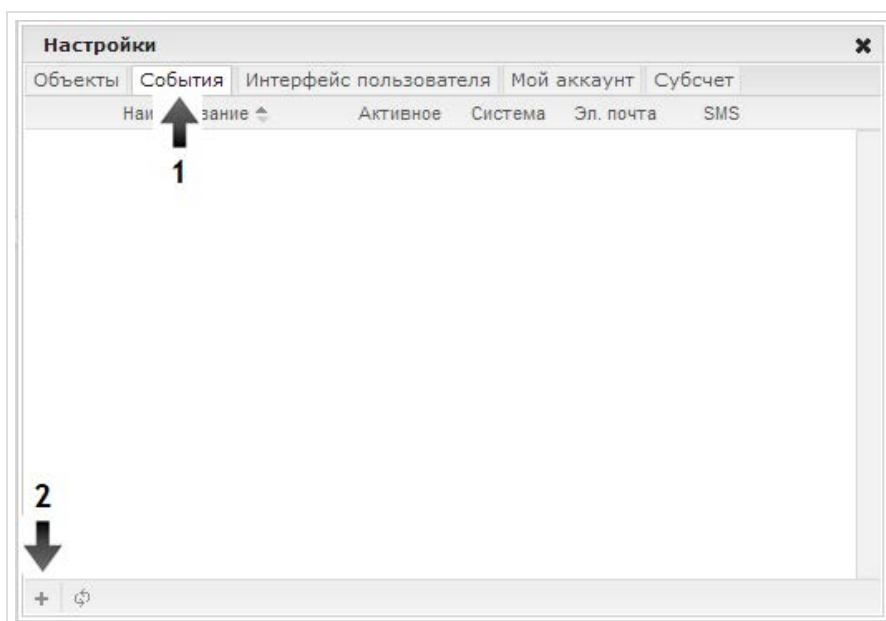 Настройки
Объекты События Интерфейс пользователя Мой аккаунт Субсчет
Активное Система Эл. почта SMS
1
2